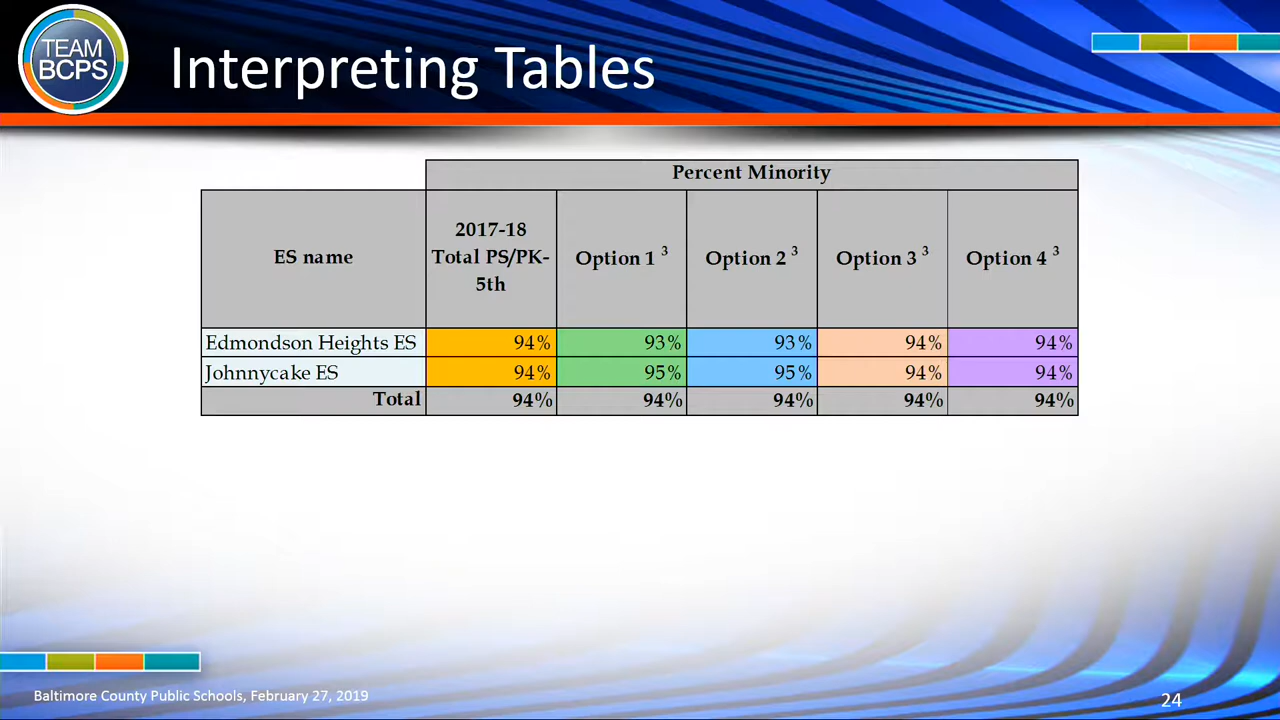 TEAM
BCPS
Interpreting Tables
Percent Minority
ES name
2017-18
Total PS/PK-
5th
Option 1 ³
Option 2 ³
Option 3 ³
Option 4 ³
Edmondson Heights ES 94% 93% 93% 94% 94%
Johnnycake ES 94% 95% 95% 94% 94%
Total 94% 94% 94% 94% 94%
Baltimore County Public Schools, February 27, 2019
24